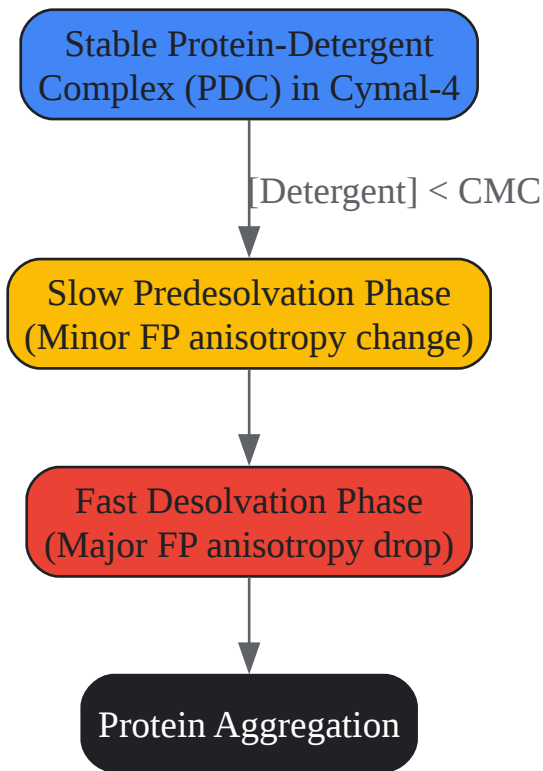 Stable Protein-Detergent
Complex (PDC) in Cymal-4
[Detergent] < CMC
Slow Predesolvation Phase
(Minor FP anisotropy change)
Fast Desolvation Phase
(Major FP anisotropy drop)
Protein Aggregation